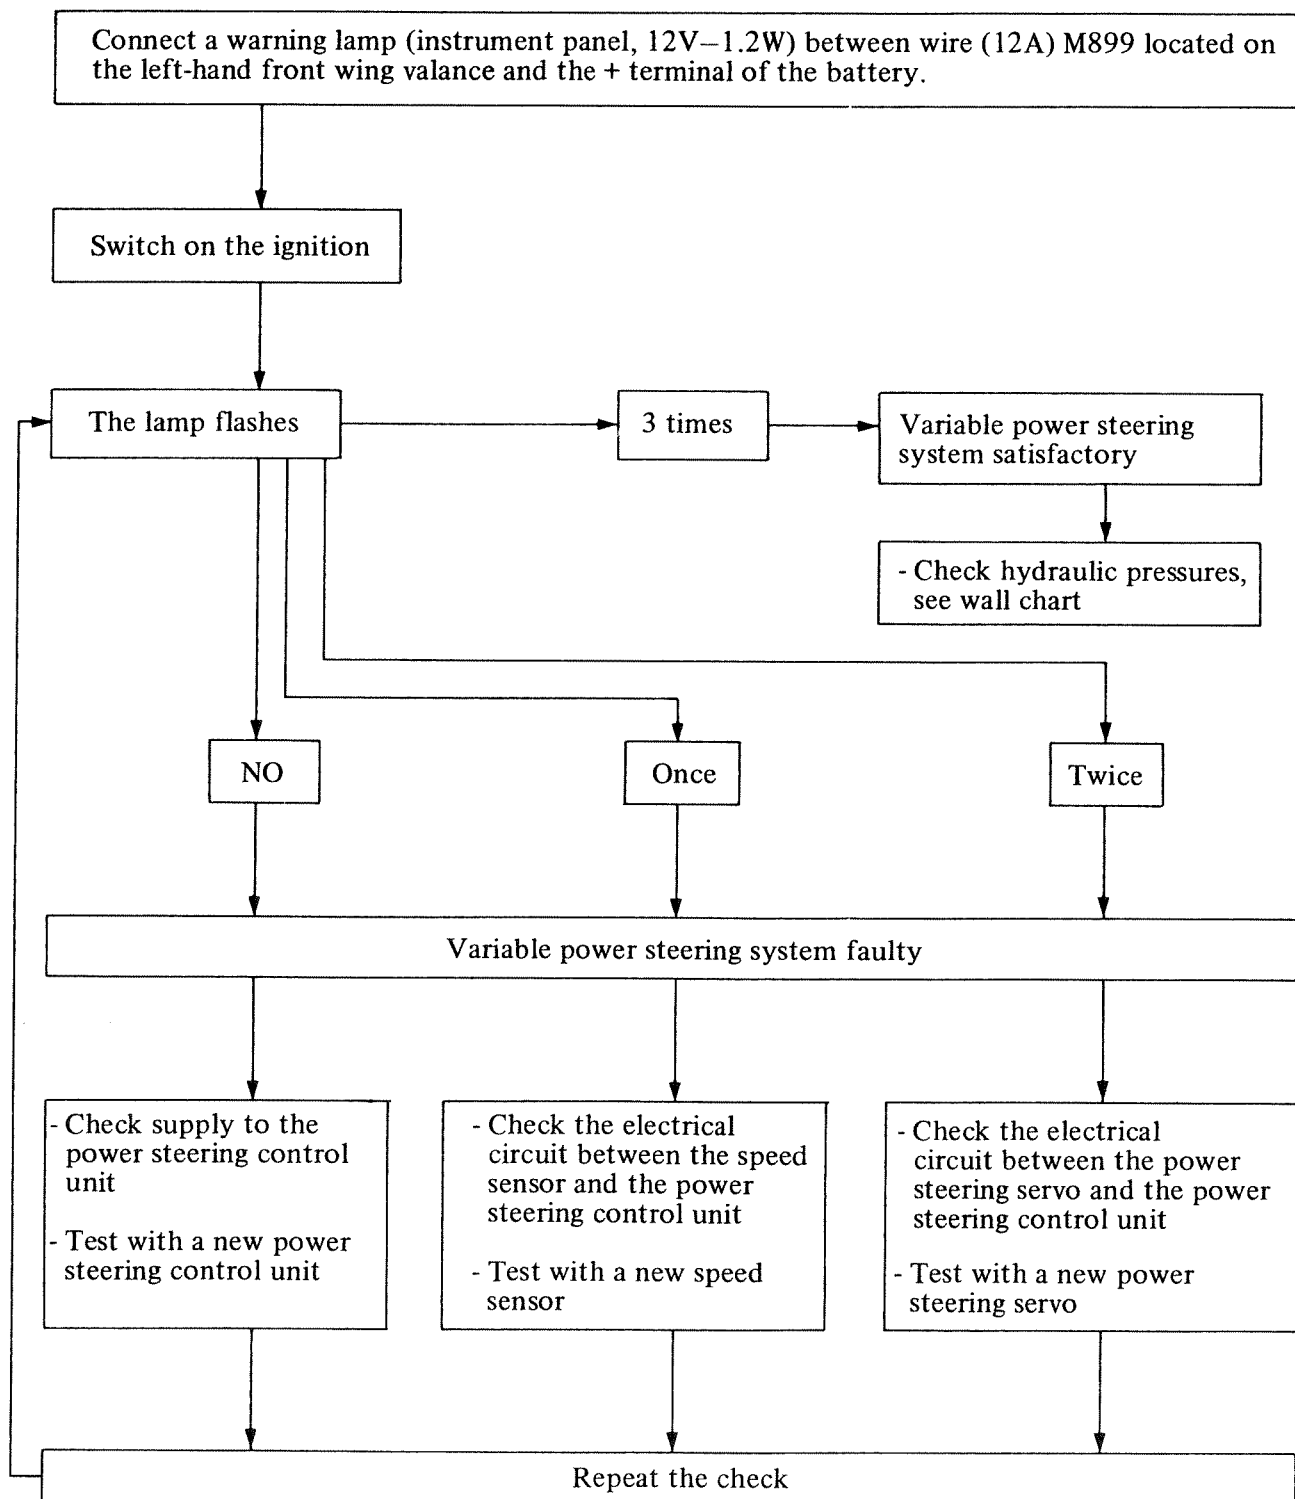 Connect a warning lamp (instrument panel, 12V–1.2W) between wire (12A) M899 located on
the left-hand front wing valance and the + terminal of the battery.
Switch on the ignition
The lamp flashes
3 times
Variable power steering
system satisfactory
- Check hydraulic pressures,
see wall chart
NO
Once
Twice
Variable power steering system faulty
- Check supply to the
power steering control
unit
- Test with a new power
steering control unit
- Check the electrical
circuit between the speed
sensor and the power
steering control unit
- Test with a new speed
sensor
- Check the electrical
circuit between the power
steering servo and the power
steering control unit
- Test with a new power
steering servo
Repeat the check